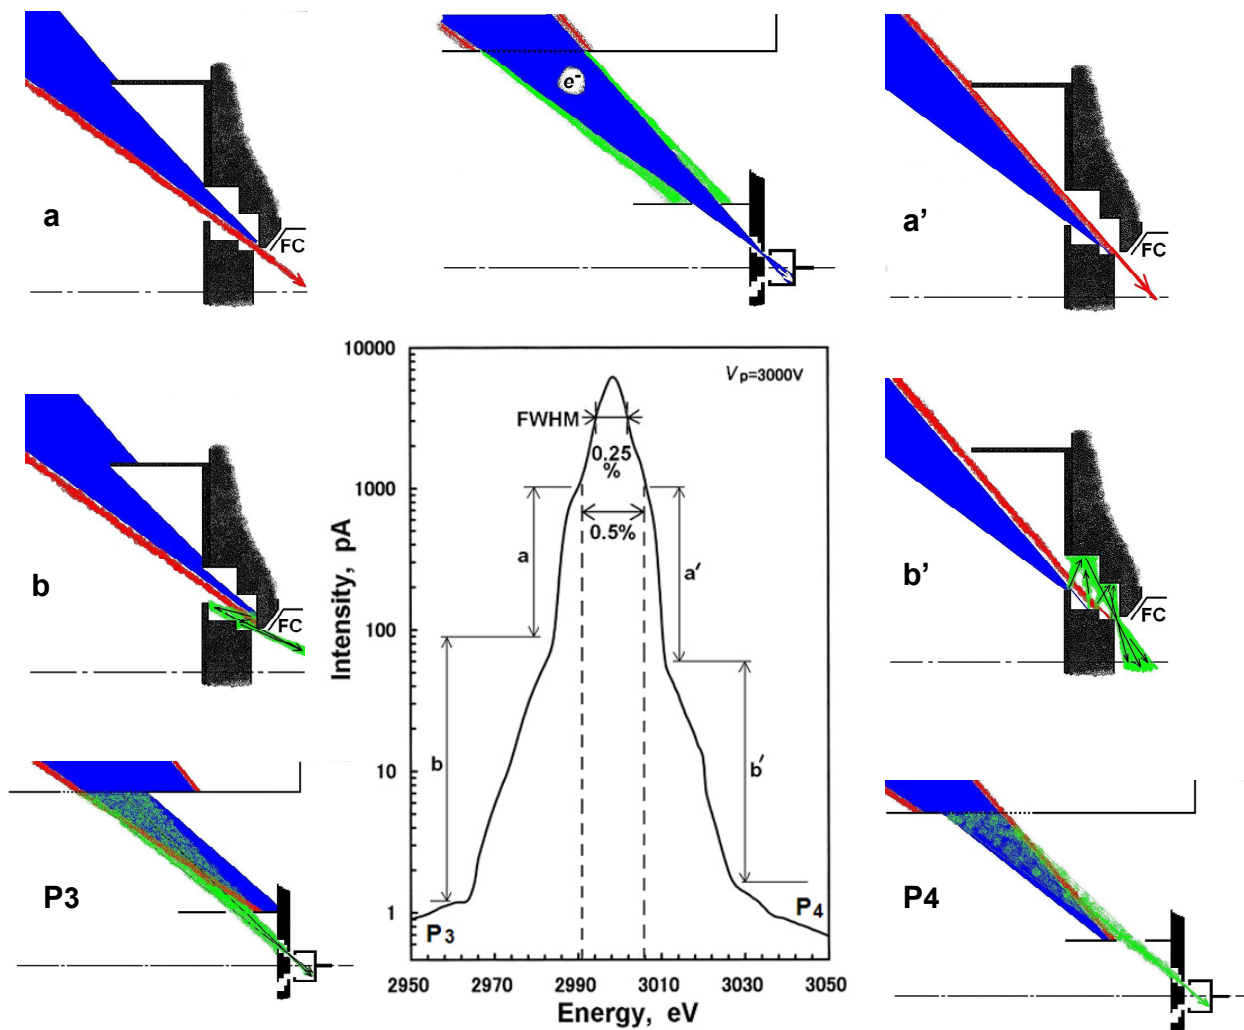 e-
a
FC
a’
FC
b
FC
b’
FC
P3
P4
10000
1000
100
10
1
Intensity, pA
Vp=3000V
FWHM
0.25
%
0.5%
a
a′
b
b′
P3
P4
2950
2970
2990
3010
3030
3050
Energy, eV